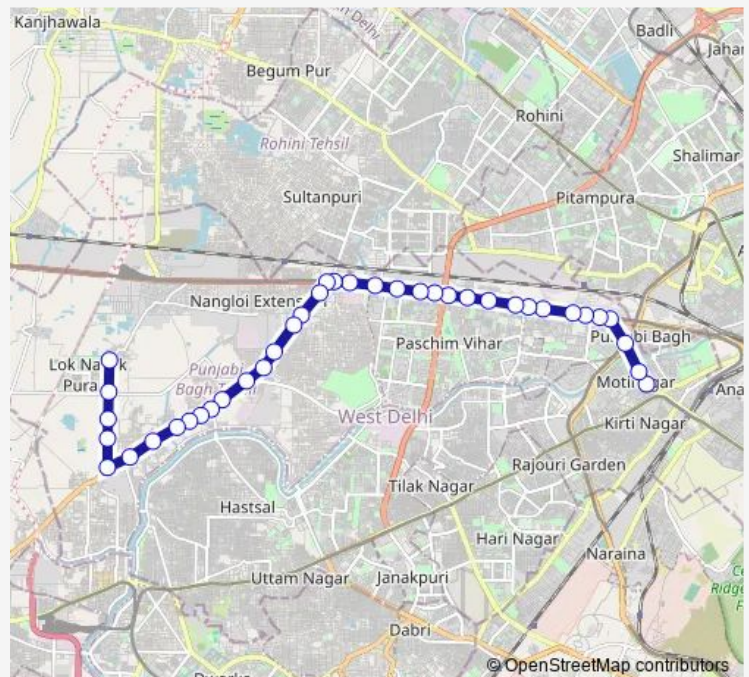 Kanjhawala
Badli
Begum Pur
Rohini
Rohini Tehsil
Shalimar
Sultanpuri
Pitampura
Nangloi Exten
Paschim Vihar
Bagh
Lok Na k
Pura
Punjabi
West Delhi
Kirti Nagar
Rajouri Garden
Tilak Nagar
Hastsal
Hari Nagar
Naraina
Uttam Nagar
Janakpuri
Dabri
© OpenStreetMap contributors